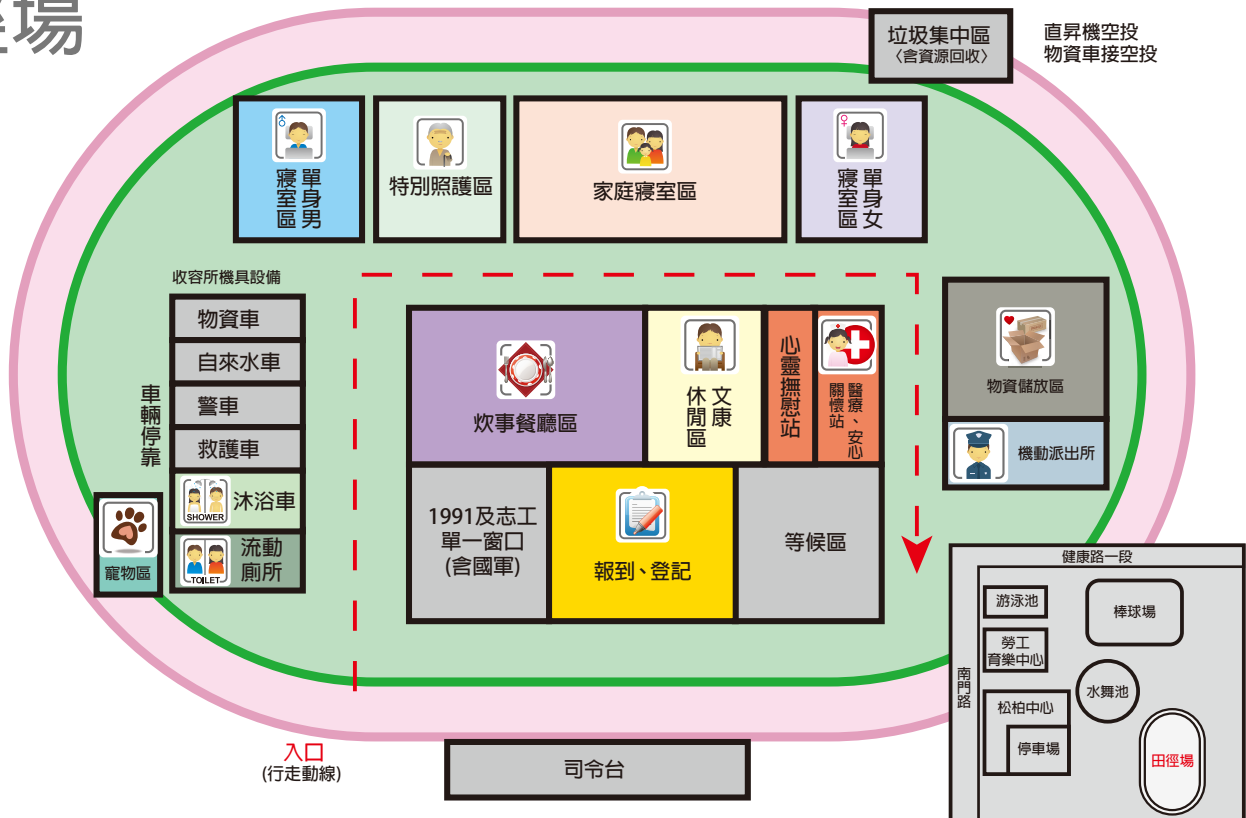 徑場
垃圾集中區
〈含資源回收〉
直昇機空投
物資車接空投
單身男
寢室區
特別照護區
家庭寢室區
單身女
寢室區
收容所機具設備
物資車
自來水車
警車
救護車
SHOWER
沐浴車
TOILET
流動
廁所
車輛停靠
寵物區
炊事餐廳區
文康
休閒區
心靈撫慰站
醫療、安心
關懷站
1991及志工
單一窗口
(含國軍)
報到、登記
等候區
物資儲放區
機動派出所
入口
(行走動線)
司令台
健康路一段
南門路
游泳池
棒球場
勞工
育樂中心
水舞池
松柏中心
停車場
田徑場